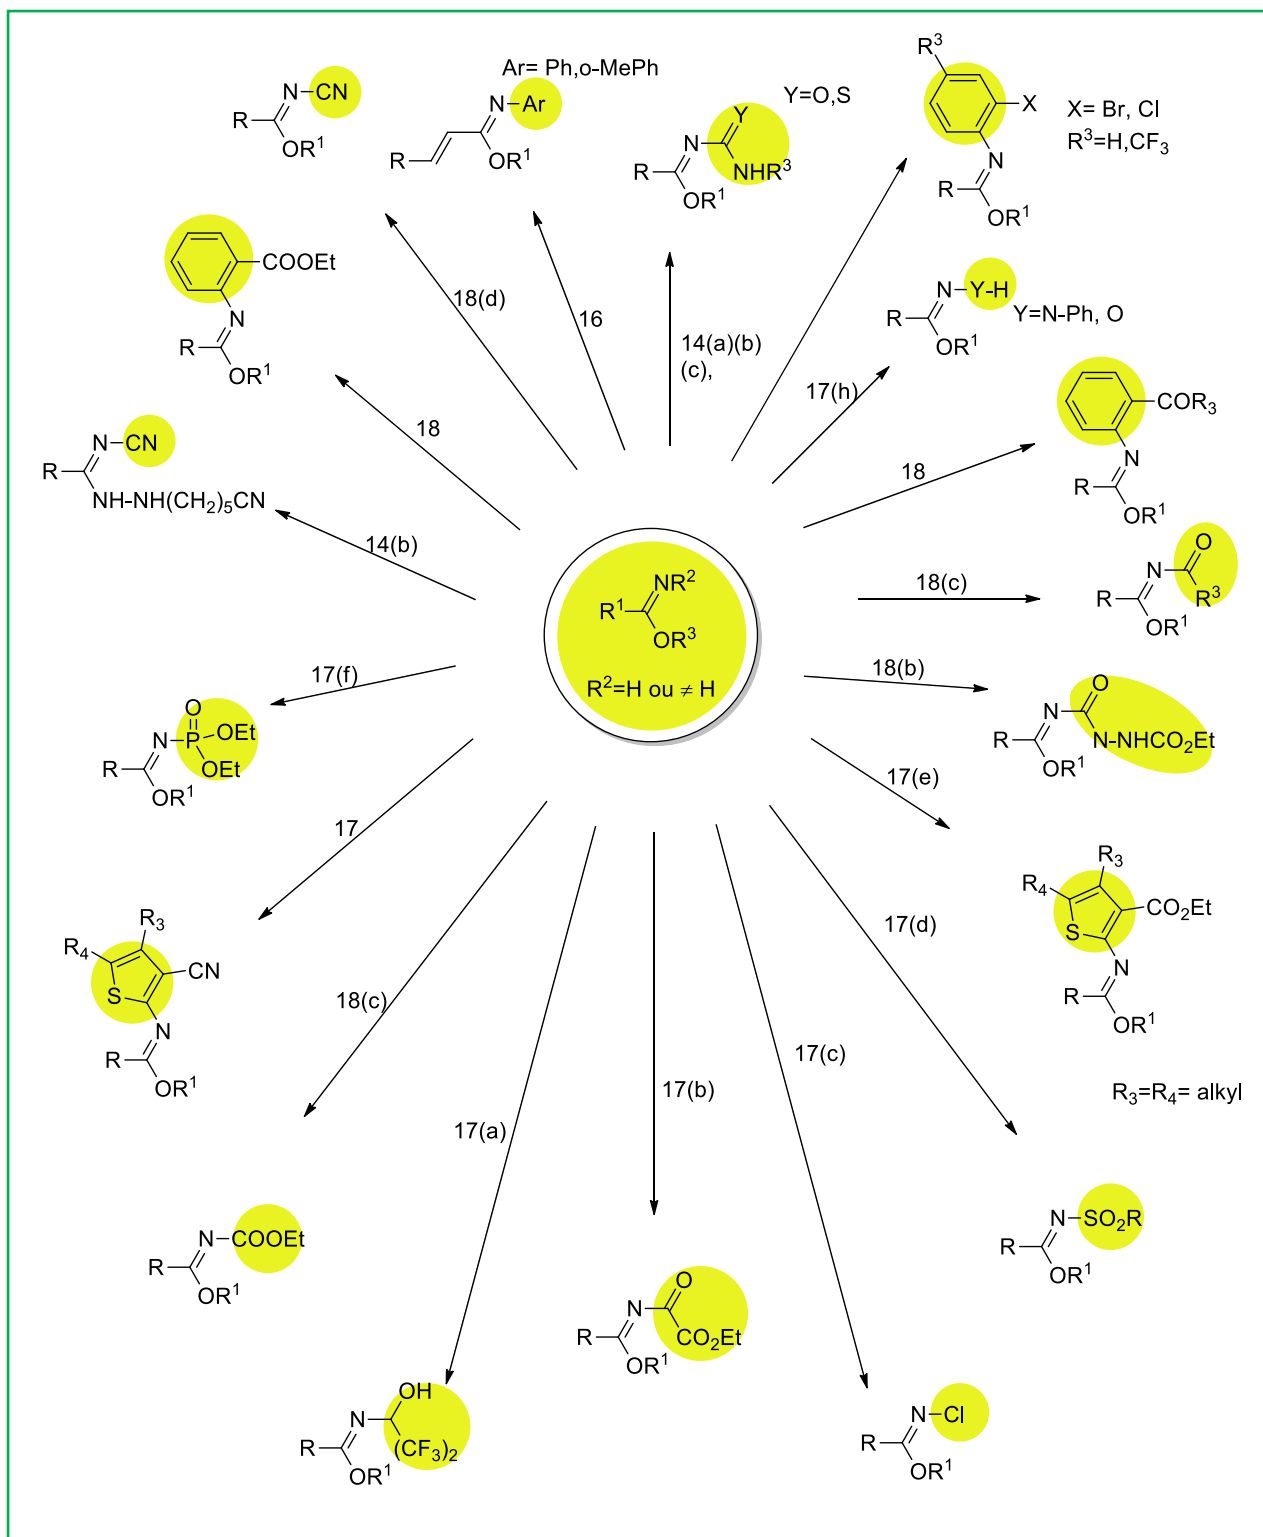 Ar= Ph,o-MePh
N-CN
R
OR¹
N-Ar
R
OR¹
Y=O,S
Y
N
R
NHR³
OR¹
R³
X
X= Br, Cl
R³=H,CF₃
N
R
OR¹
COOEt
N
R
OR¹
18(d)
16
14(a)(b)
(c),
17(h)
N-Y-H
R
OR¹
Y=N-Ph, O
COR₃
N
R
OR¹
18
18
N-CN
R
NH-NH(CH₂)₅CN
14(b)
NR²
R¹
OR³
R²=H ou ≠ H
18(c)
O
N
R
R³
OR¹
17(f)
O
N-P
OEt
OEt
R
OR¹
18(b)
O
N
R
N-NHCO₂Et
OR¹
17
17(e)
R₃
R₄
S
CN
N
R
OR¹
R₃
R₄
S
CO₂Et
N
R
OR¹
R₃=R₄= alkyl
18(c)
17(a)
17(b)
17(c)
17(d)
N-COOEt
R
OR¹
N-SO₂R
R
OR¹
O
N
R
CO₂Et
OR¹
OH
N
R
(CF₃)₂
OR¹
N-Cl
R
OR¹